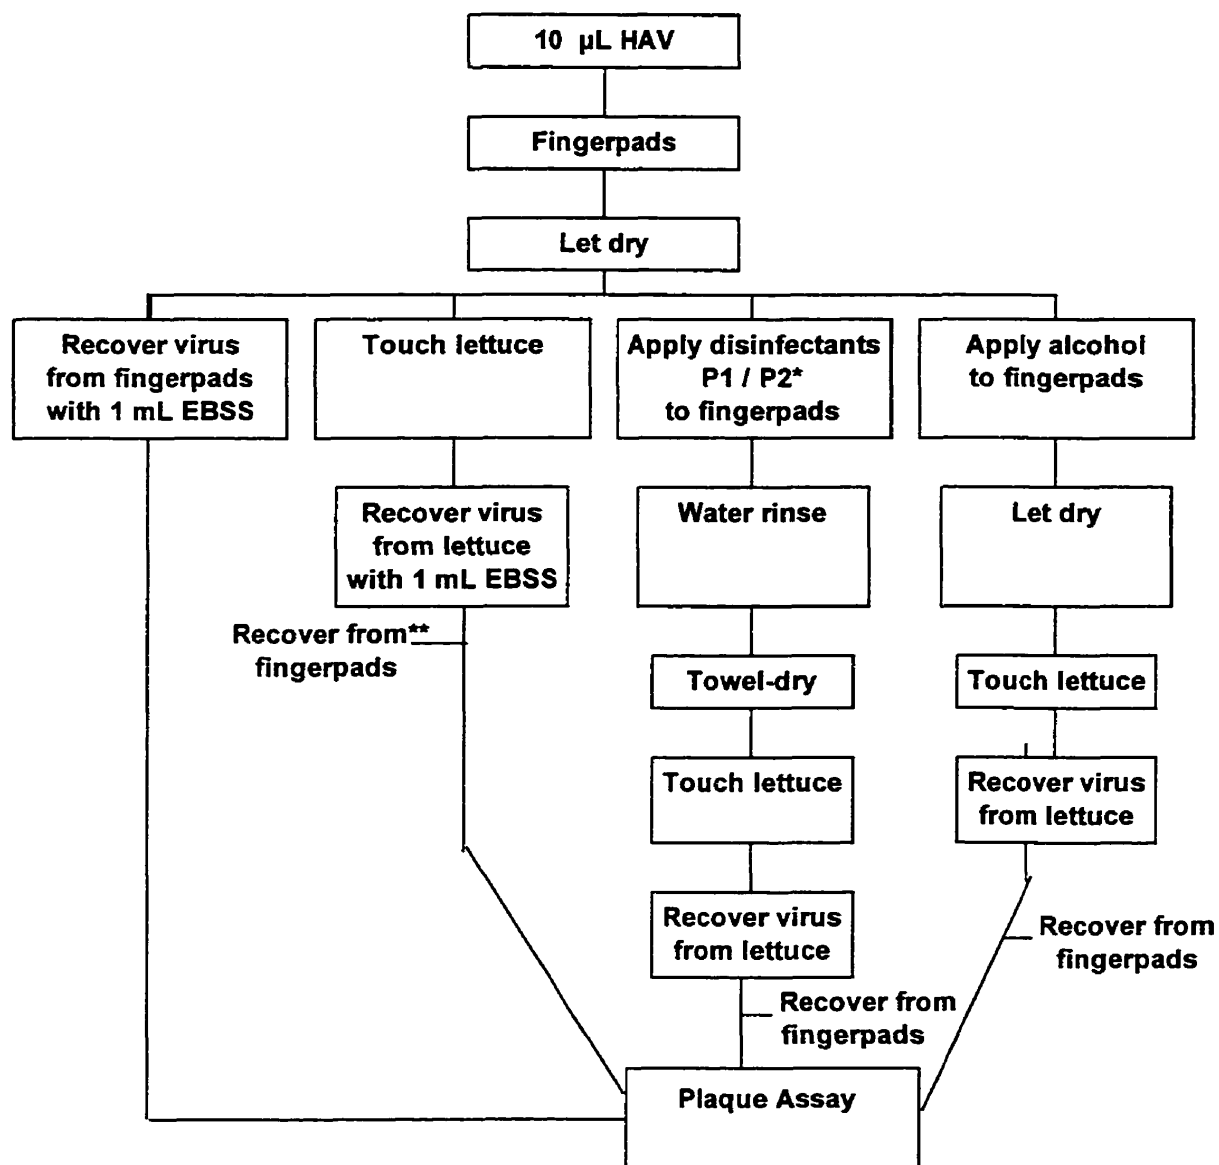 10 µL HAV
Fingerpads
Let dry
Recover virus
from fingerpads
with 1 mL EBSS
Touch lettuce
Apply disinfectants
P1 / P2*
to fingerpads
Apply alcohol
to fingerpads
Recover virus
from lettuce
with 1 mL EBSS
Water rinse
Let dry
Recover from**
fingerpads
Towel-dry
Touch lettuce
Touch lettuce
Recover virus
from lettuce
Recover virus
from lettuce
Recover from
fingerpads
Recover from
fingerpads
Plaque Assay